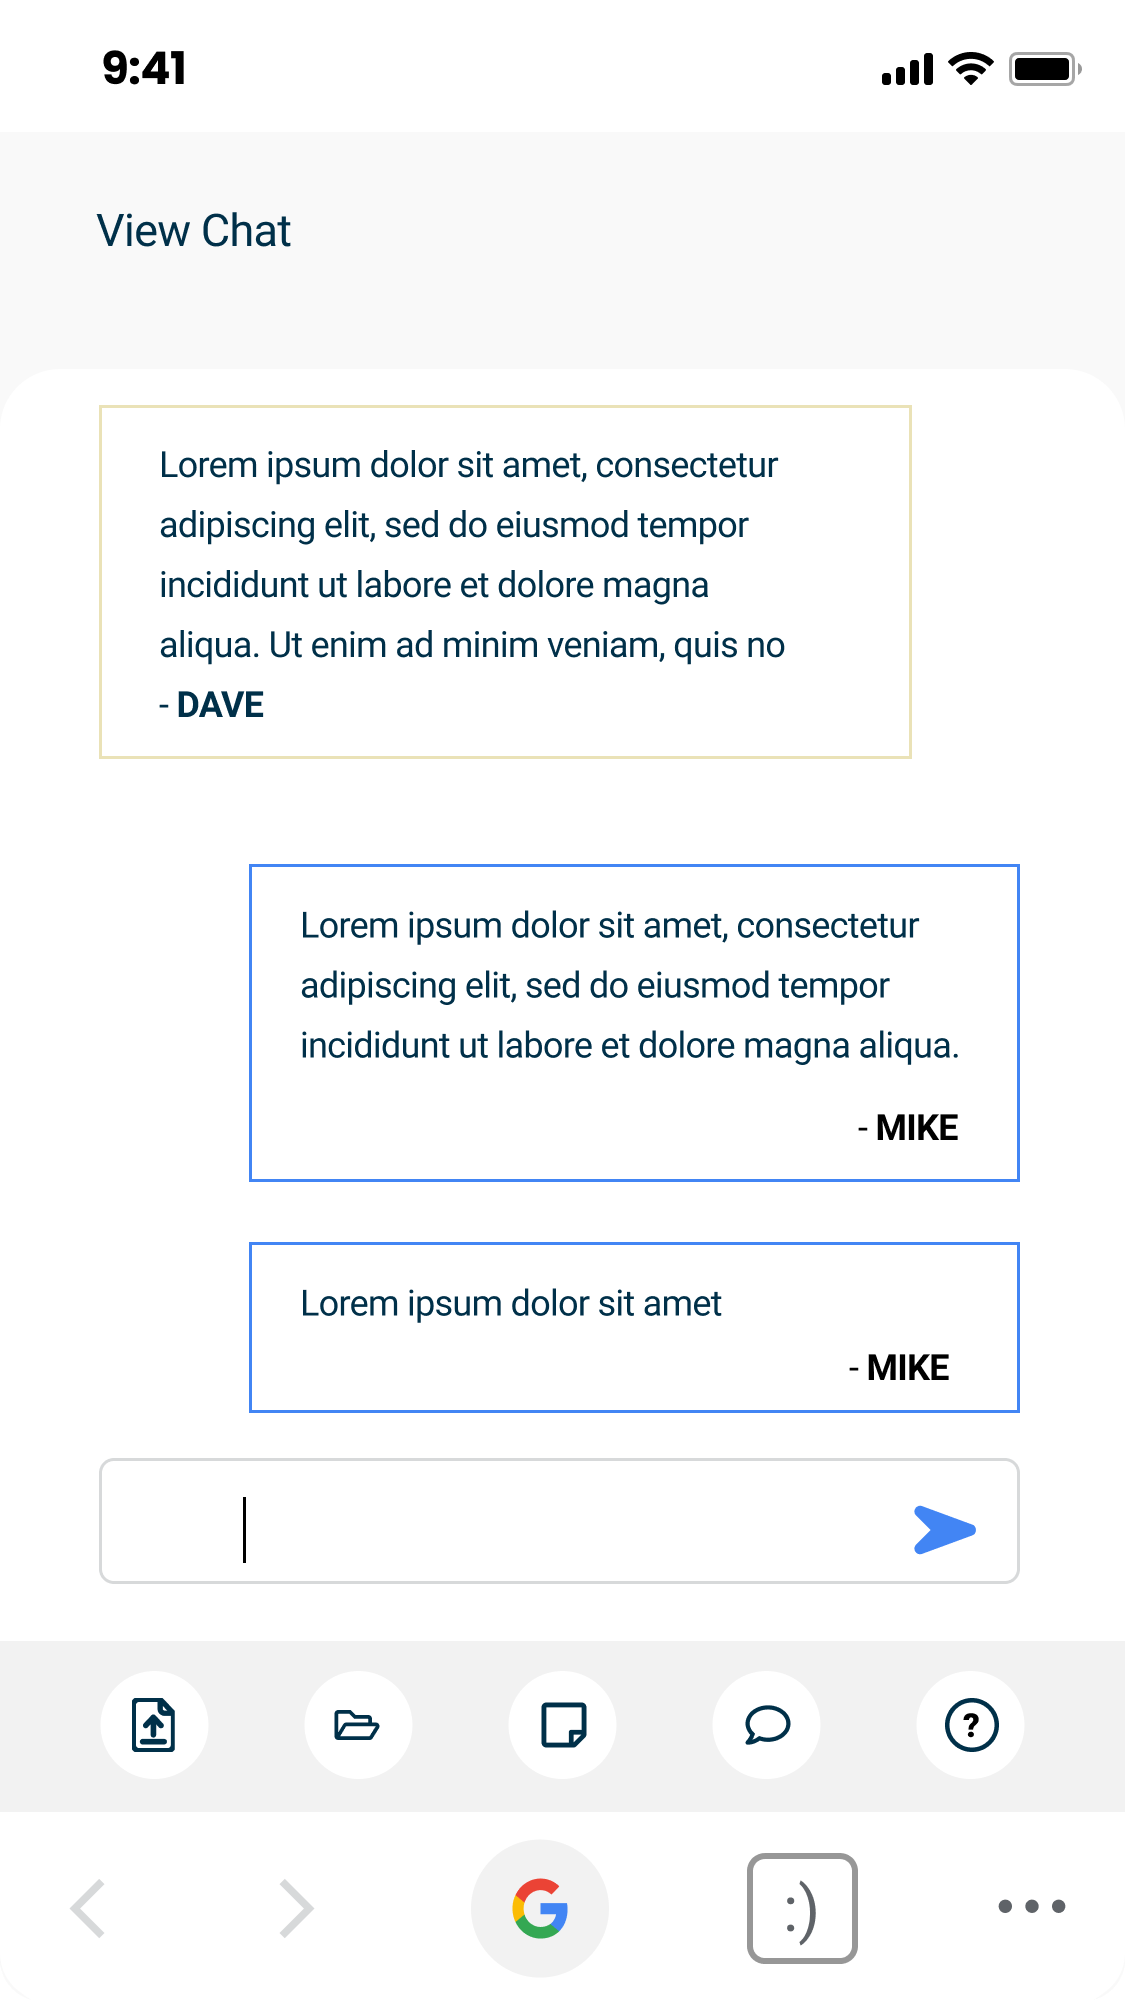 9:41
View Chat
Lorem ipsum dolor sit amet, consectetur
adipiscing elit, sed do eiusmod tempor
incididunt ut labore et dolore magna
aliqua. Ut enim ad minim veniam, quis no
- DAVE
Lorem ipsum dolor sit amet, consectetur
adipiscing elit, sed do eiusmod tempor
incididunt ut labore et dolore magna aliqua.
- MIKE
Lorem ipsum dolor sit amet
- MIKE
?
G
:)